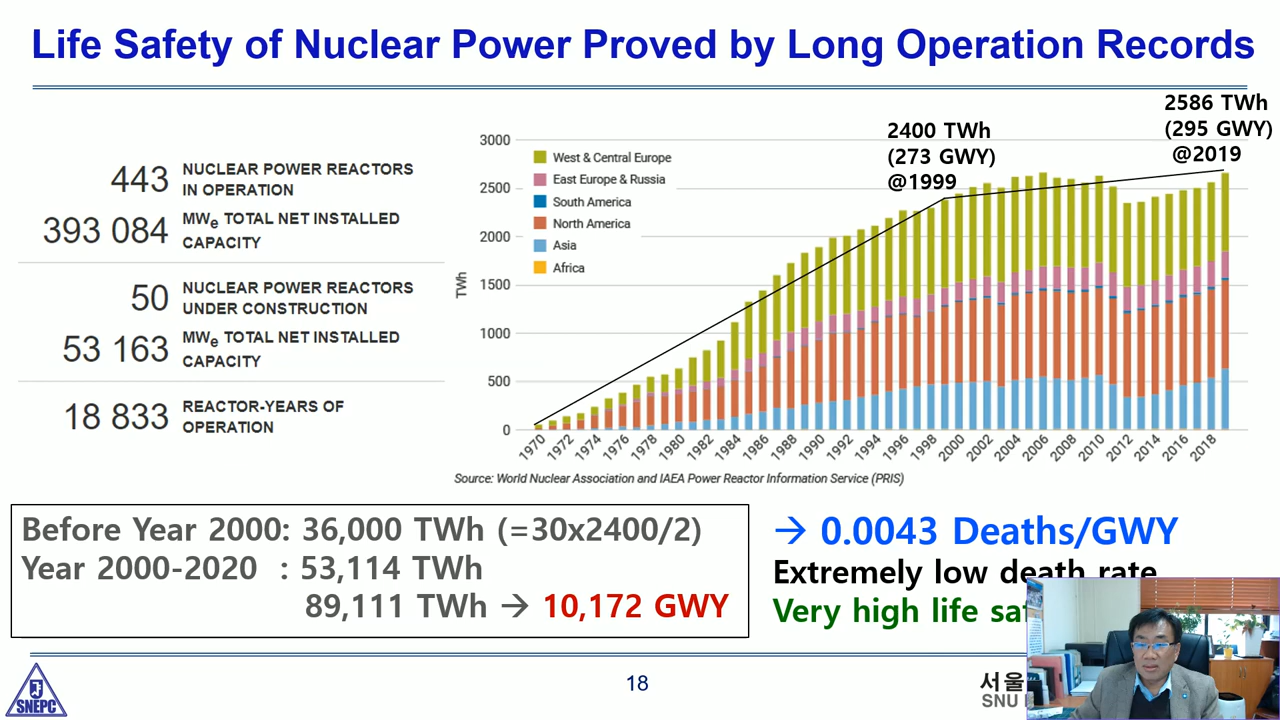 Life Safety of Nuclear Power Proved by Long Operation Records
443 NUCLEAR POWER REACTORS
IN OPERATION
393 084 MWe TOTAL NET INSTALLED
CAPACITY
50 NUCLEAR POWER REACTORS
UNDER CONSTRUCTION
53 163 MWe TOTAL NET INSTALLED
CAPACITY
18 833 REACTOR-YEARS OF
OPERATION
2400 TWh
(273 GWY)
@1999
2586 TWh
(295 GWY)
@2019
TWh
3000
2500
2000
1500
1000
500
0
West & Central Europe
East Europe & Russia
South America
North America
Asia
Africa
1970 1972 1974 1976 1978 1980 1982 1984 1986 1988 1990 1992 1994 1996 1998 2000 2002 2004 2006 2008 2010 2012 2014 2016 2018
Source: World Nuclear Association and IAEA Power Reactor Information Service (PRIS)
Before Year 2000: 36,000 TWh (=30x2400/2)
Year 2000-2020 : 53,114 TWh
89,111 TWh → 10,172 GWY
→ 0.0043 Deaths/GWY
Extremely low death rate
Very high life
SNEPC
18
서울
SNU